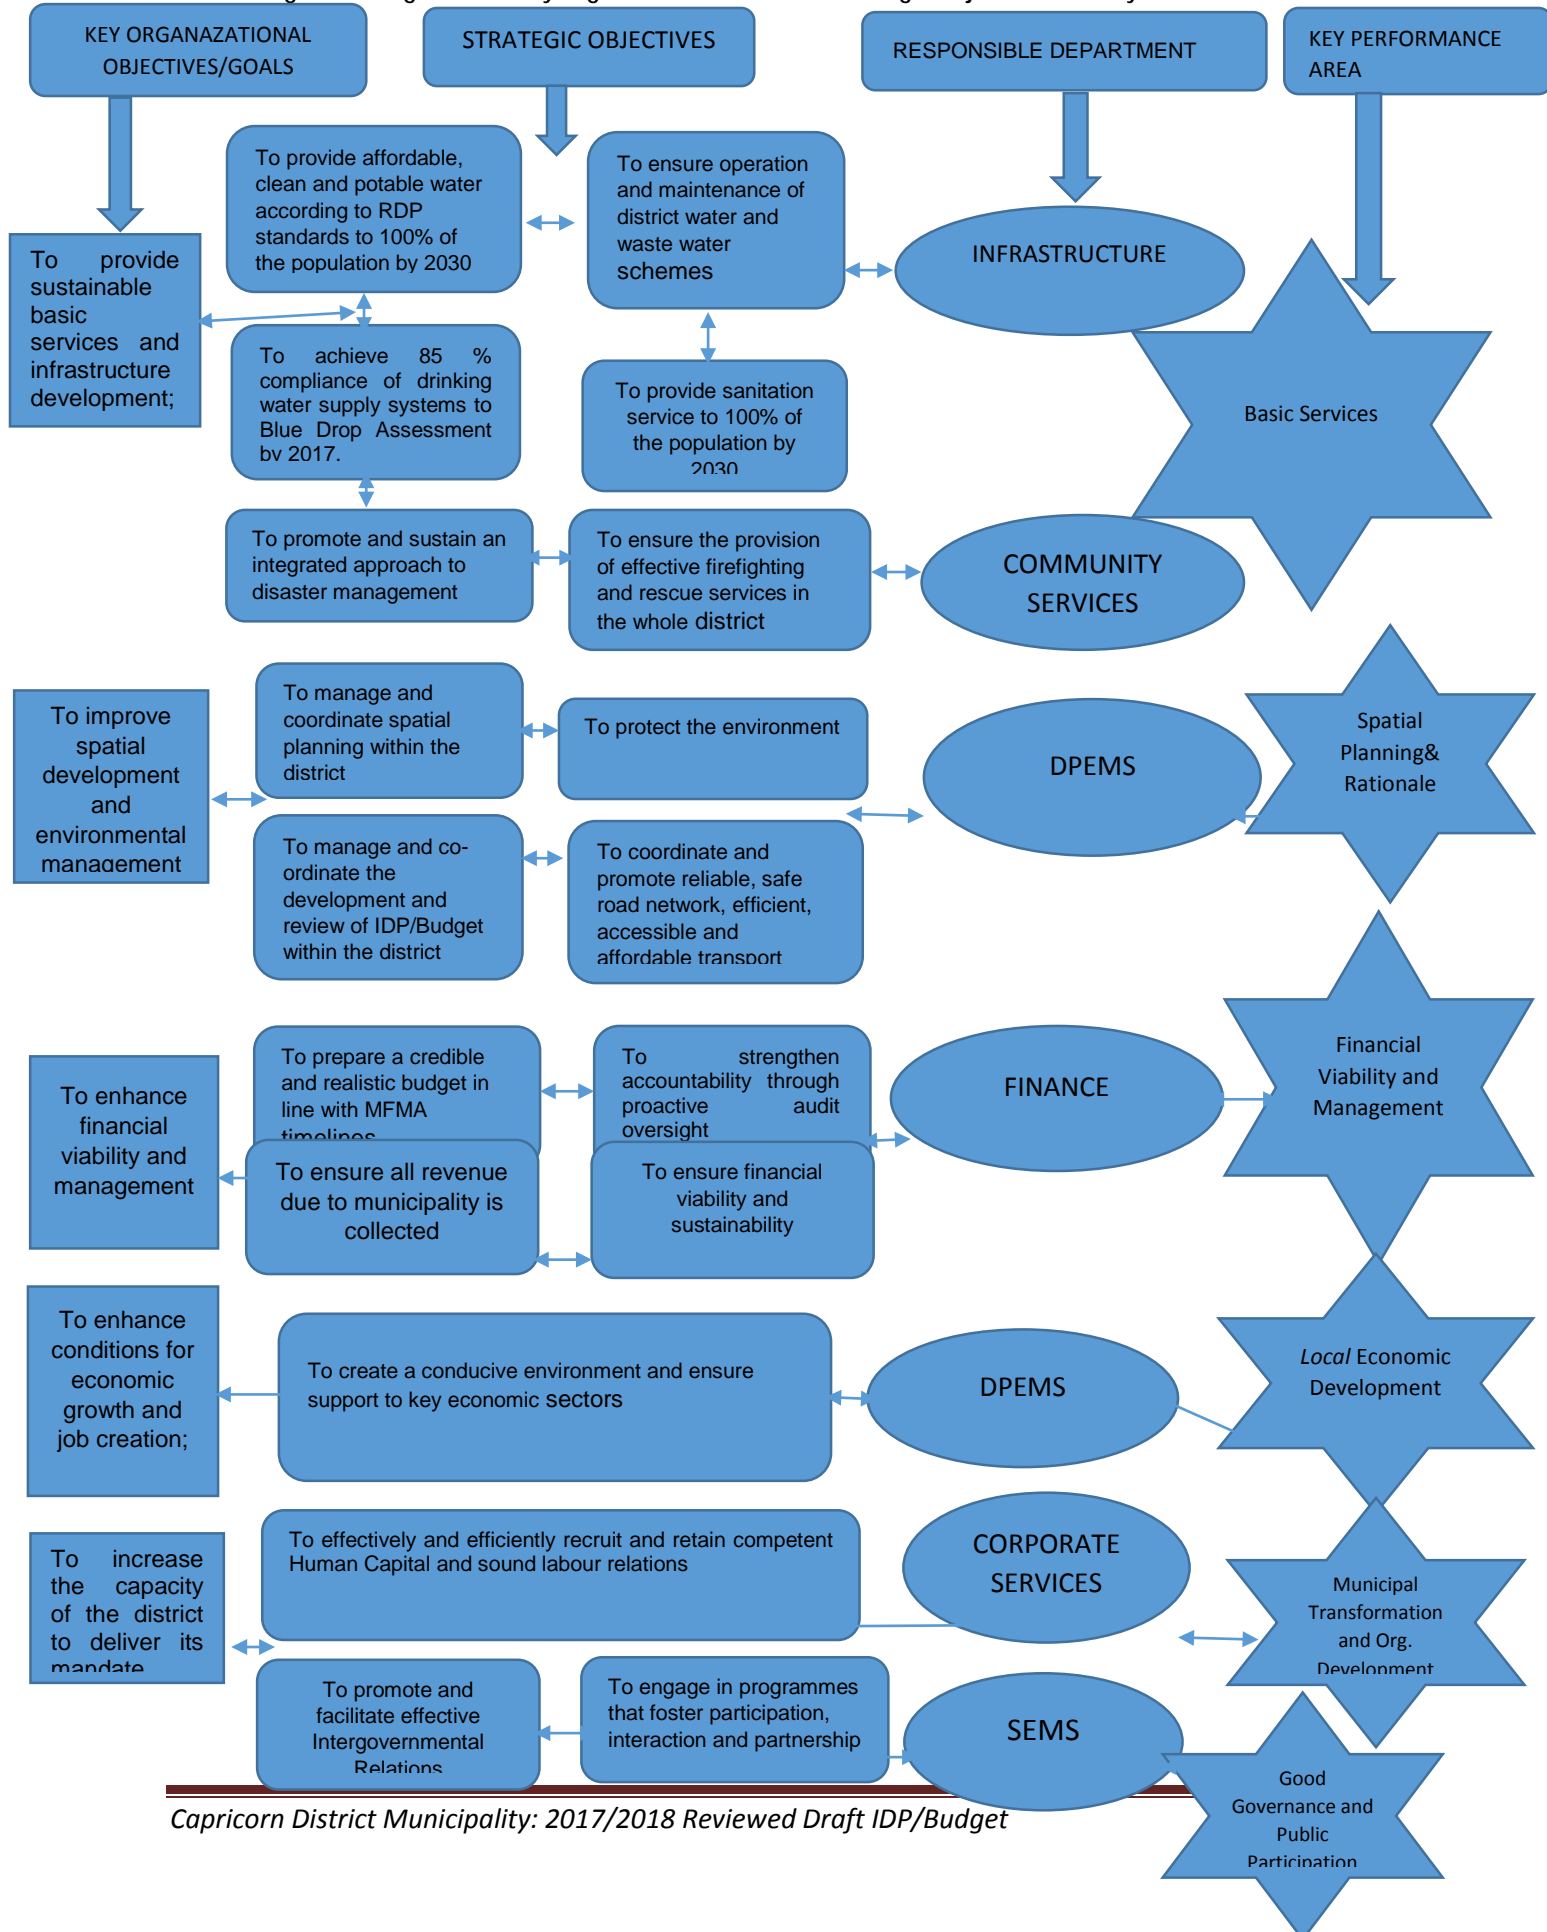 KEY ORGANAZATIONAL
OBJECTIVES/GOALS
STRATEGIC OBJECTIVES
RESPONSIBLE DEPARTMENT
KEY PERFORMANCE
AREA
To provide affordable,
clean and potable water
according to RDP
standards to 100% of
the population by 2030
To ensure operation
and maintenance of
district water and
waste water
schemes
INFRASTRUCTURE
To provide
sustainable
basic
services and
infrastructure
development;
To achieve 85 %
compliance of drinking
water supply systems to
Blue Drop Assessment
by 2017.
To provide sanitation
service to 100% of
the population by
2030
Basic Services
To promote and sustain an
integrated approach to
disaster management
To ensure the provision
of effective firefighting
and rescue services in
the whole district
COMMUNITY
SERVICES
To improve
spatial
development
and
environmental
management
To manage and
coordinate spatial
planning within the
district
To protect the environment
DPEMS
Spatial
Planning&
Rationale
To manage and co-
ordinate the
development and
review of IDP/Budget
within the district
To coordinate and
promote reliable, safe
road network, efficient,
accessible and
affordable transport
To enhance
financial
viability and
management
To prepare a credible
and realistic budget in
line with MFMA
timelines
To strengthen
accountability through
proactive audit
oversight
FINANCE
Financial
Viability and
Management
To ensure all revenue
due to municipality is
collected
To ensure financial
viability and
sustainability
To enhance
conditions for
economic
growth and
job creation;
To create a conducive environment and ensure
support to key economic sectors
DPEMS
Local Economic
Development
To increase
the capacity
of the district
to deliver its
mandate
To effectively and efficiently recruit and retain competent
Human Capital and sound labour relations
CORPORATE
SERVICES
Municipal
Transformation
and Org.
Development
To promote and
facilitate effective
Intergovernmental
Relations
To engage in programmes
that foster participation,
interaction and partnership
SEMS
Good
Governance and
Public
Participation
Capricorn District Municipality: 2017/2018 Reviewed Draft IDP/Budget